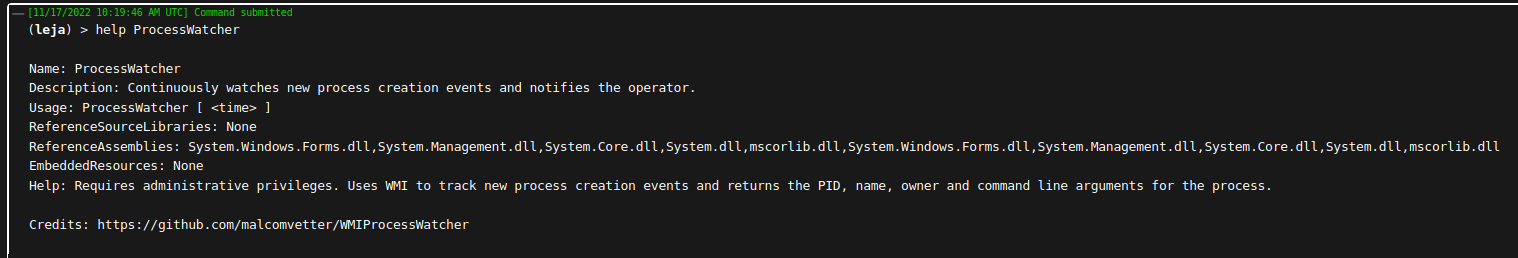 [11/17/2022 10:19:46 AM UTC] Command submitted
(leja) > help ProcessWatcher
Name: ProcessWatcher
Description: Continuously watches new process creation events and notifies the operator.
Usage: ProcessWatcher [ <time> ]
ReferenceSourceLibraries: None
ReferenceAssemblies: System.Windows.Forms.dll,System.Management.dll,System.Core.dll,System.dll,mscorlib.dll,System.Windows.Forms.dll,System.Management.dll,System.Core.dll,System.dll,mscorlib.dll
EmbeddedResources: None
Help: Requires administrative privileges. Uses WMI to track new process creation events and returns the PID, name, owner and command line arguments for the process.
Credits: https://github.com/malcomvetter/WMIProcessWatcher